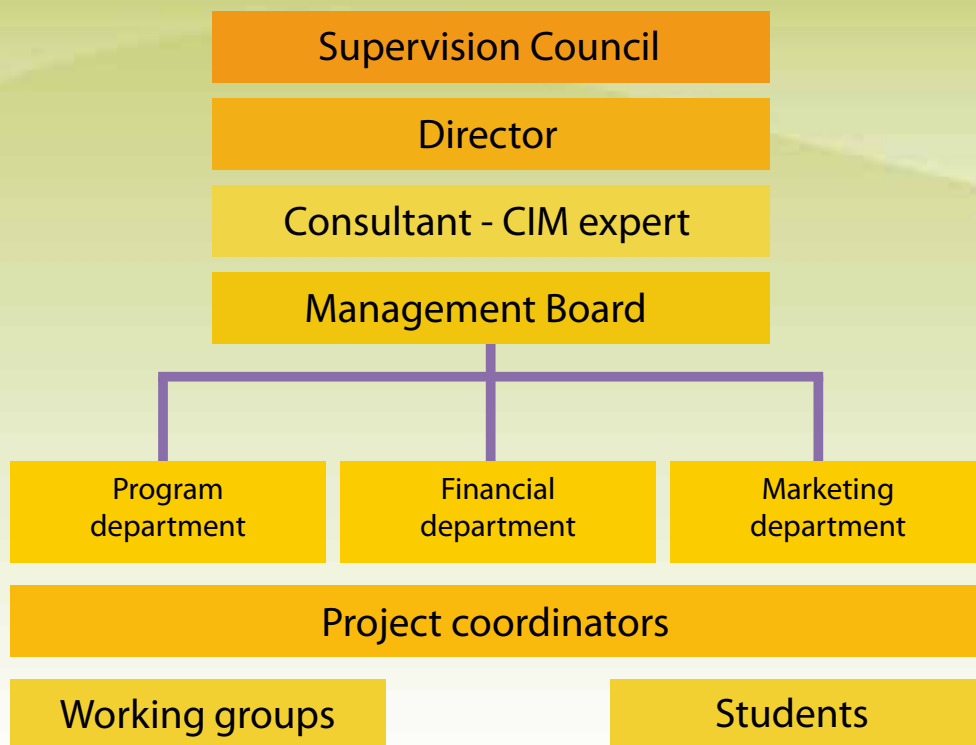 Supervision Council
Director
Consultant - CIM expert
Management Board
Program
department
Financial
department
Marketing
department
Project coordinators
Working groups
Students